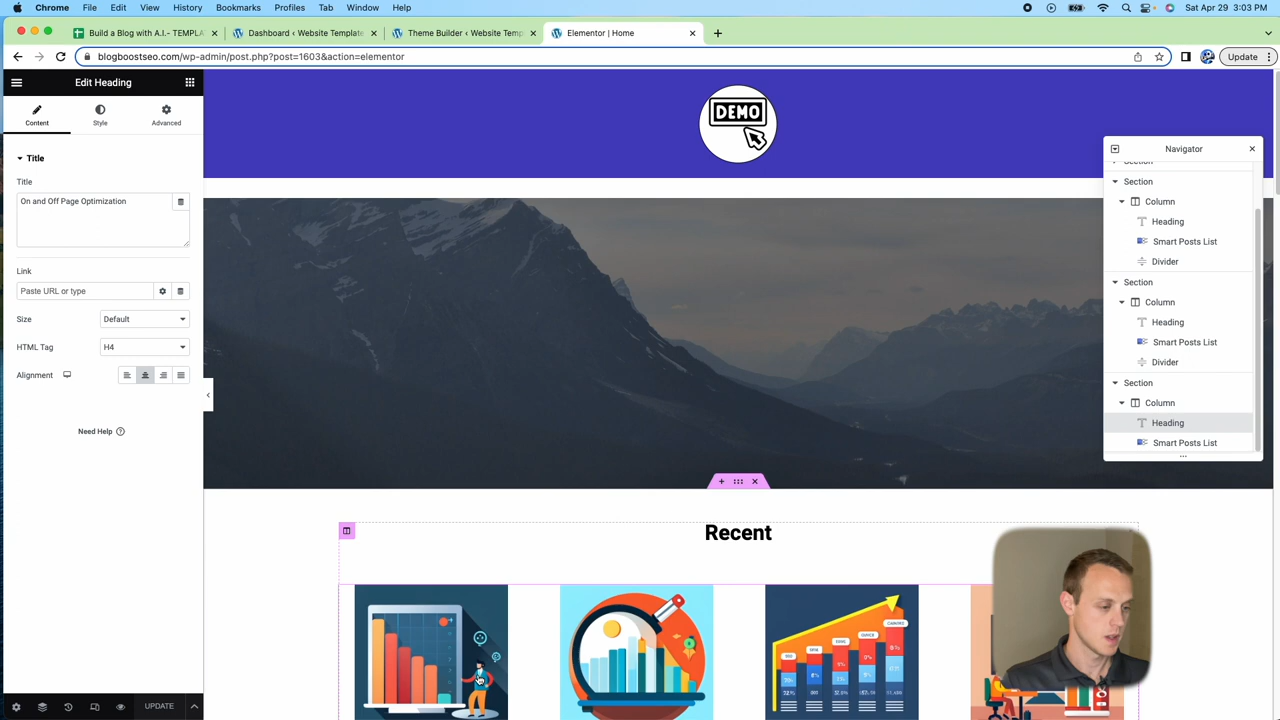 Chrome File Edit View History Bookmarks Profiles Tab Window Help
Sat Apr 29 3:03 PM
Build a Blog with A.I.- TEMPLA
Dashboard ‹ Website Template
Theme Builder ‹ Website Temp
Elementor | Home
blogboostseo.com/wp-admin/post.php?post=1603&action=elementor
Update
Edit Heading
Content
Style
Advanced
Title
Title
On and Off Page Optimization
Link
Paste URL or type
Size
Default
HTML Tag
H4
Alignment
Need Help
UPDATE
DEMO
Recent
Navigator
Section
Section
Column
Heading
Smart Posts List
Divider
Section
Column
Heading
Smart Posts List
Divider
Section
Column
Heading
Smart Posts List